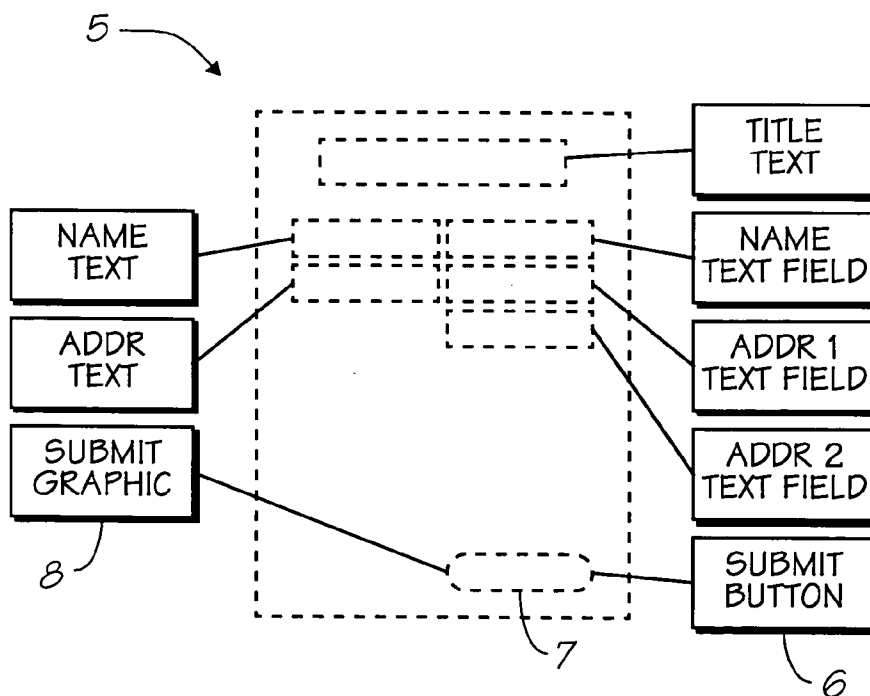 5
TITLE
TEXT
NAME
TEXT
NAME
TEXT FIELD
ADDR
TEXT
ADDR 1
TEXT FIELD
SUBMIT
GRAPHIC
ADDR 2
TEXT FIELD
8
SUBMIT
BUTTON
7
6